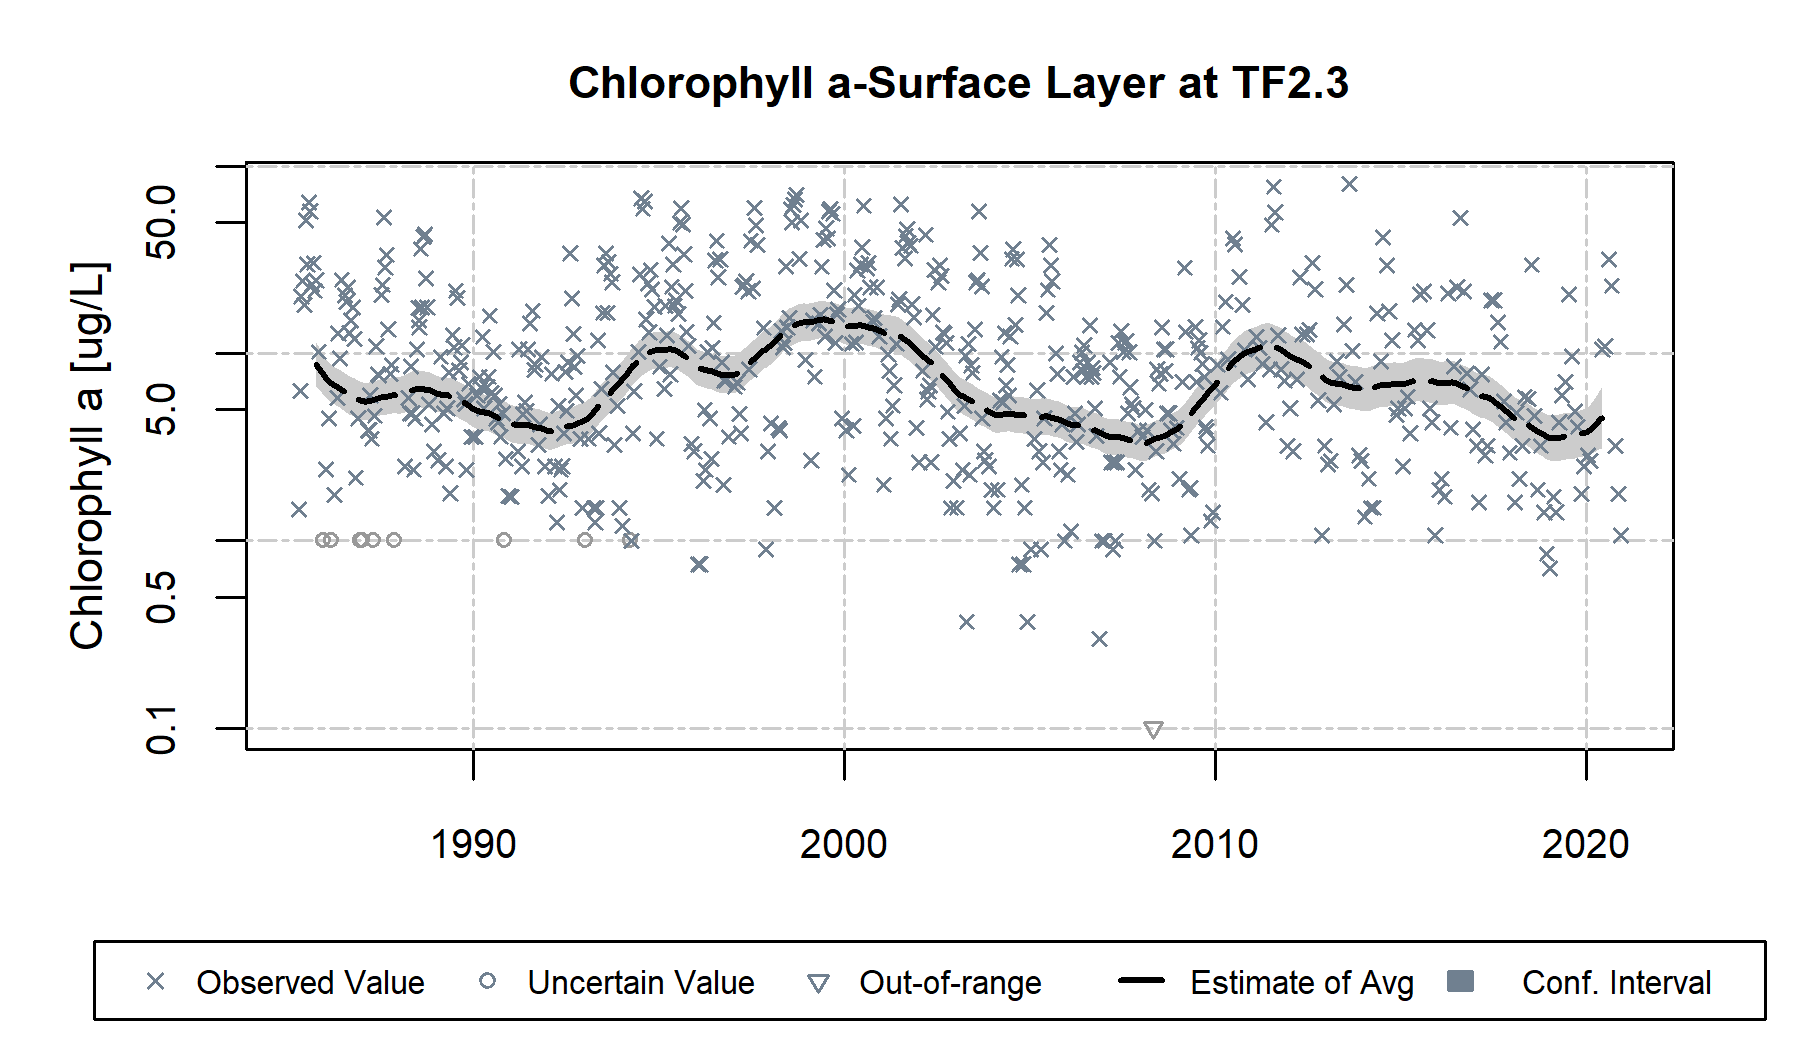 Chlorophyll a-Surface Layer at TF2.3
Chlorophyll a [ug/L]
50.0
5.0
0.5
0.1
1990 2000 2010 2020
Observed Value Uncertain Value Out-of-range Estimate of Avg Conf. Interval